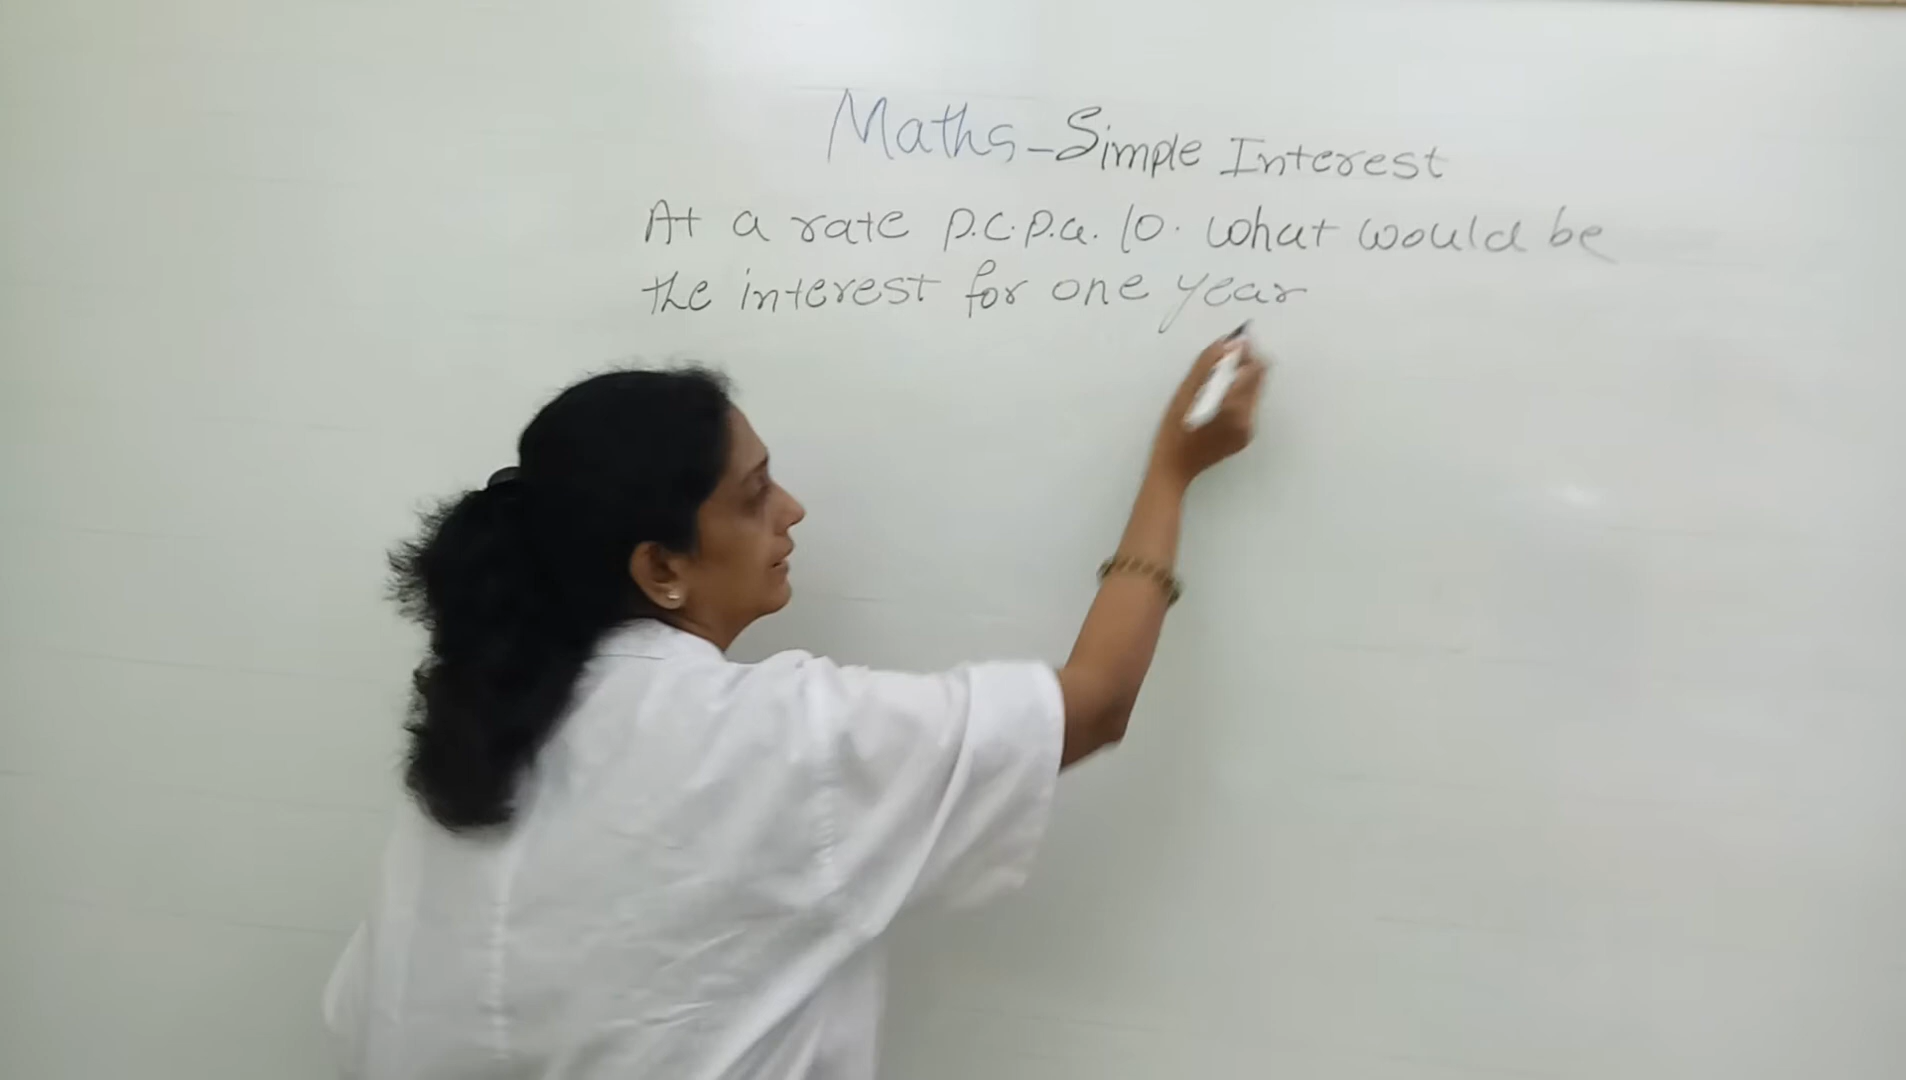 Maths - Simple Interest
At a rate p.c.p.a. 10. what would be
the interest for one year